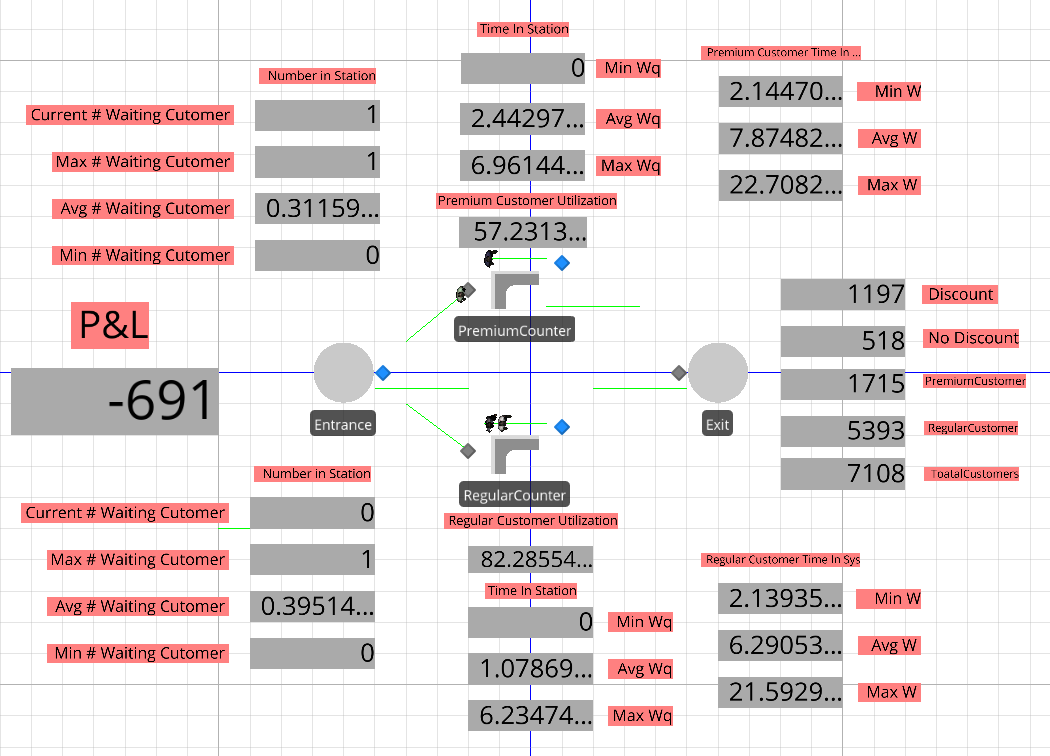 Time In Station
0 Min Wq
2.44297... Avg Wq
6.96144... Max Wq
Number in Station
Current # Waiting Cutomer 1
Max # Waiting Cutomer 1
Avg # Waiting Cutomer 0.31159...
Min # Waiting Cutomer 0
Premium Customer Time In ...
2.14470... Min W
7.87482... Avg W
22.7082... Max W
Premium Customer Utilization
57.2313...
PremiumCounter
P&L
-691
Entrance
Exit
1197 Discount
518 No Discount
1715 PremiumCustomer
5393 RegularCustomer
7108 ToatalCustomers
RegularCounter
Regular Customer Utilization
82.28554...
Number in Station
Current # Waiting Cutomer 0
Max # Waiting Cutomer 1
Avg # Waiting Cutomer 0.39514...
Min # Waiting Cutomer 0
Time In Station
0 Min Wq
1.07869... Avg Wq
6.23474... Max Wq
Regular Customer Time In Sys
2.13935... Min W
6.29053... Avg W
21.5929... Max W